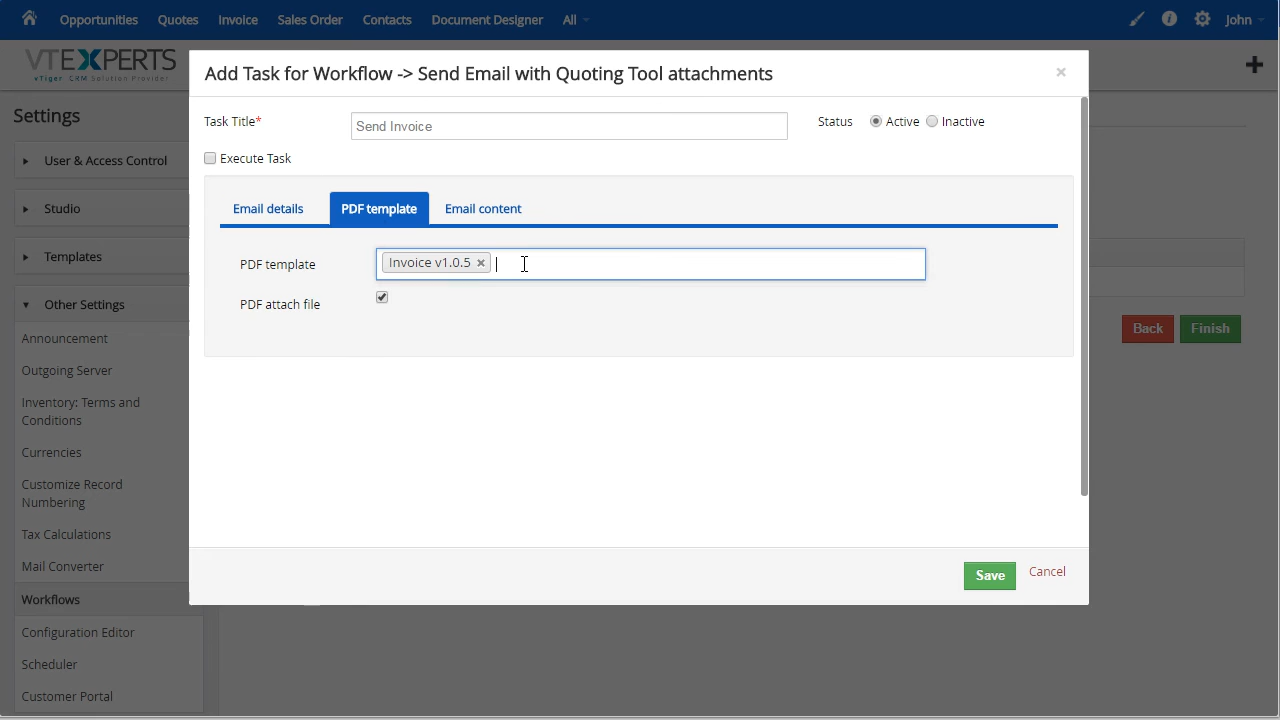 Opportunities Quotes Invoice Sales Order Contacts Document Designer All John
VTEXPERTS
vTiger CRM Solution Provider
Settings
User & Access Control
Studio
Templates
Other Settings
Announcement
Outgoing Server
Inventory: Terms and
Conditions
Currencies
Customize Record
Numbering
Tax Calculations
Mail Converter
Workflows
Configuration Editor
Scheduler
Customer Portal
Add Task for Workflow -> Send Email with Quoting Tool attachments
Task Title* Send Invoice Status Active Inactive
Execute Task
Email details PDF template Email content
PDF template Invoice v1.0.5
PDF attach file
Back Finish
Save Cancel